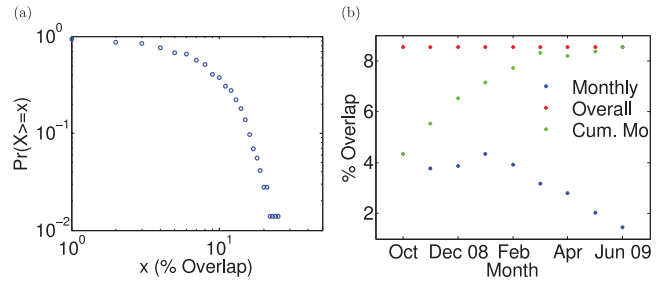 (a)
10^0
10^-1
10^-2
Pr(X>=x)
10^0
10^1
x (% Overlap)
(b)
8
6
4
2
% Overlap
Monthly
Overall
Cum. Mo
Oct
Dec 08
Feb
Apr
Jun 09
Month